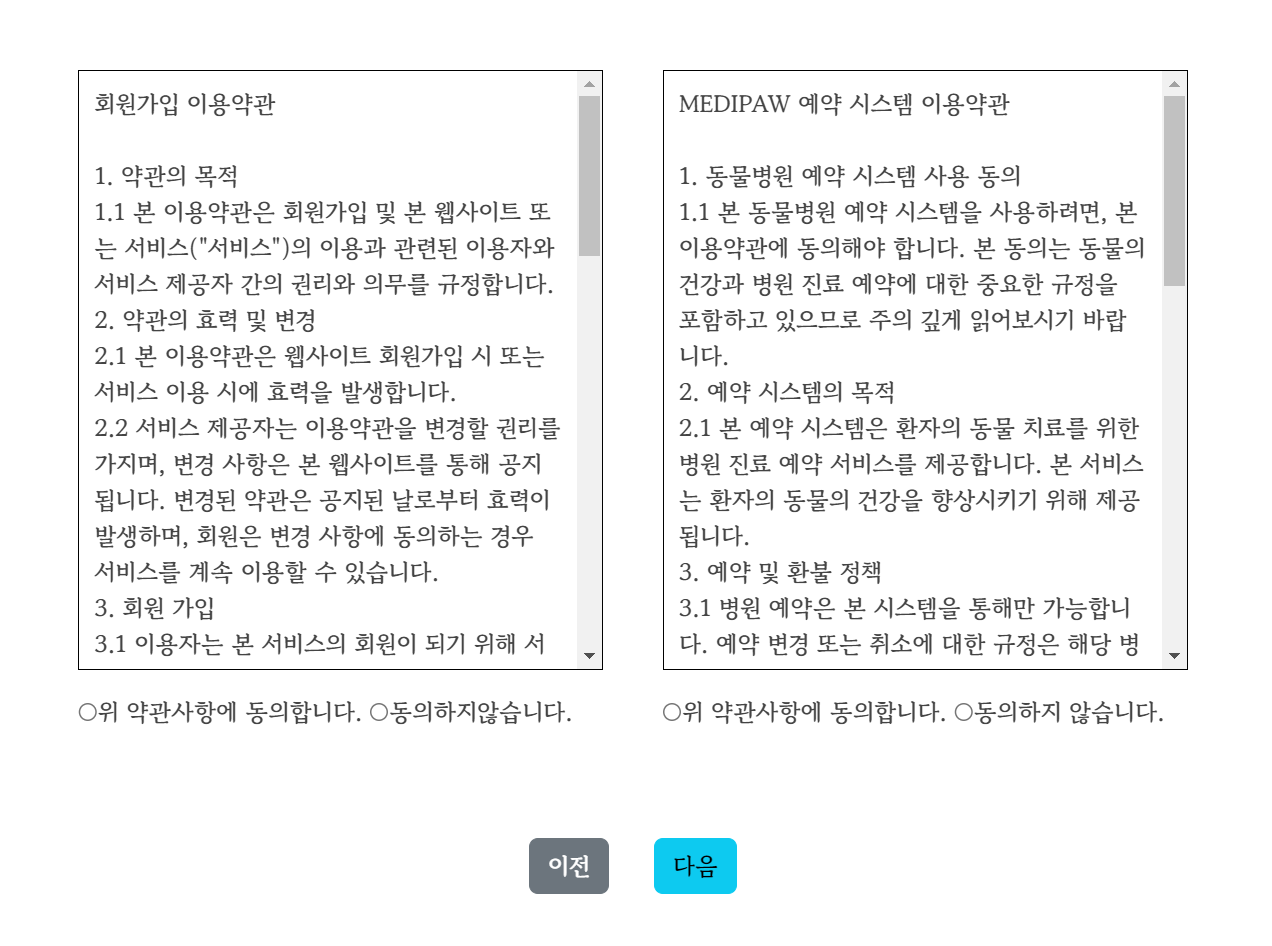 회원가입 이용약관
1. 약관의 목적
1.1 본 이용약관은 회원가입 및 본 웹사이트 또
는 서비스("서비스")의 이용과 관련된 이용자와
서비스 제공자 간의 권리와 의무를 규정합니다.
2. 약관의 효력 및 변경
2.1 본 이용약관은 웹사이트 회원가입 시 또는
서비스 이용 시에 효력을 발생합니다.
2.2 서비스 제공자는 이용약관을 변경할 권리를
가지며, 변경 사항은 본 웹사이트를 통해 공지
됩니다. 변경된 약관은 공지된 날로부터 효력이
발생하며, 회원은 변경 사항에 동의하는 경우
서비스를 계속 이용할 수 있습니다.
3. 회원 가입
3.1 이용자는 본 서비스의 회원이 되기 위해 서
○위 약관사항에 동의합니다. ○동의하지않습니다.
MEDIPAW 예약 시스템 이용약관
1. 동물병원 예약 시스템 사용 동의
1.1 본 동물병원 예약 시스템을 사용하려면, 본
이용약관에 동의해야 합니다. 본 동의는 동물의
건강과 병원 진료 예약에 대한 중요한 규정을
포함하고 있으므로 주의 깊게 읽어보시기 바랍
니다.
2. 예약 시스템의 목적
2.1 본 예약 시스템은 환자의 동물 치료를 위한
병원 진료 예약 서비스를 제공합니다. 본 서비스
는 환자의 동물의 건강을 향상시키기 위해 제공
됩니다.
3. 예약 및 환불 정책
3.1 병원 예약은 본 시스템을 통해만 가능합니
다. 예약 변경 또는 취소에 대한 규정은 해당 병
○위 약관사항에 동의합니다. ○동의하지 않습니다.
이전
다음